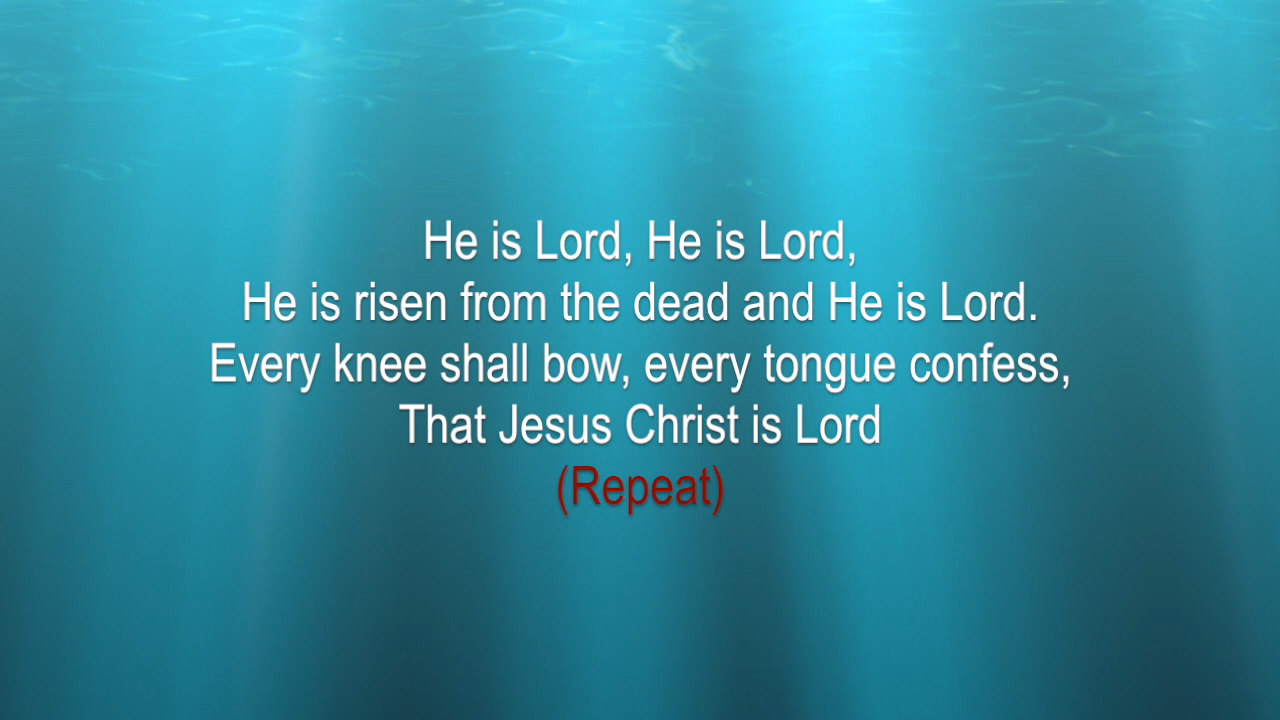 He is Lord, He is Lord,
He is risen from the dead and He is Lord.
Every knee shall bow, every tongue confess,
That Jesus Christ is Lord
(Repeat)